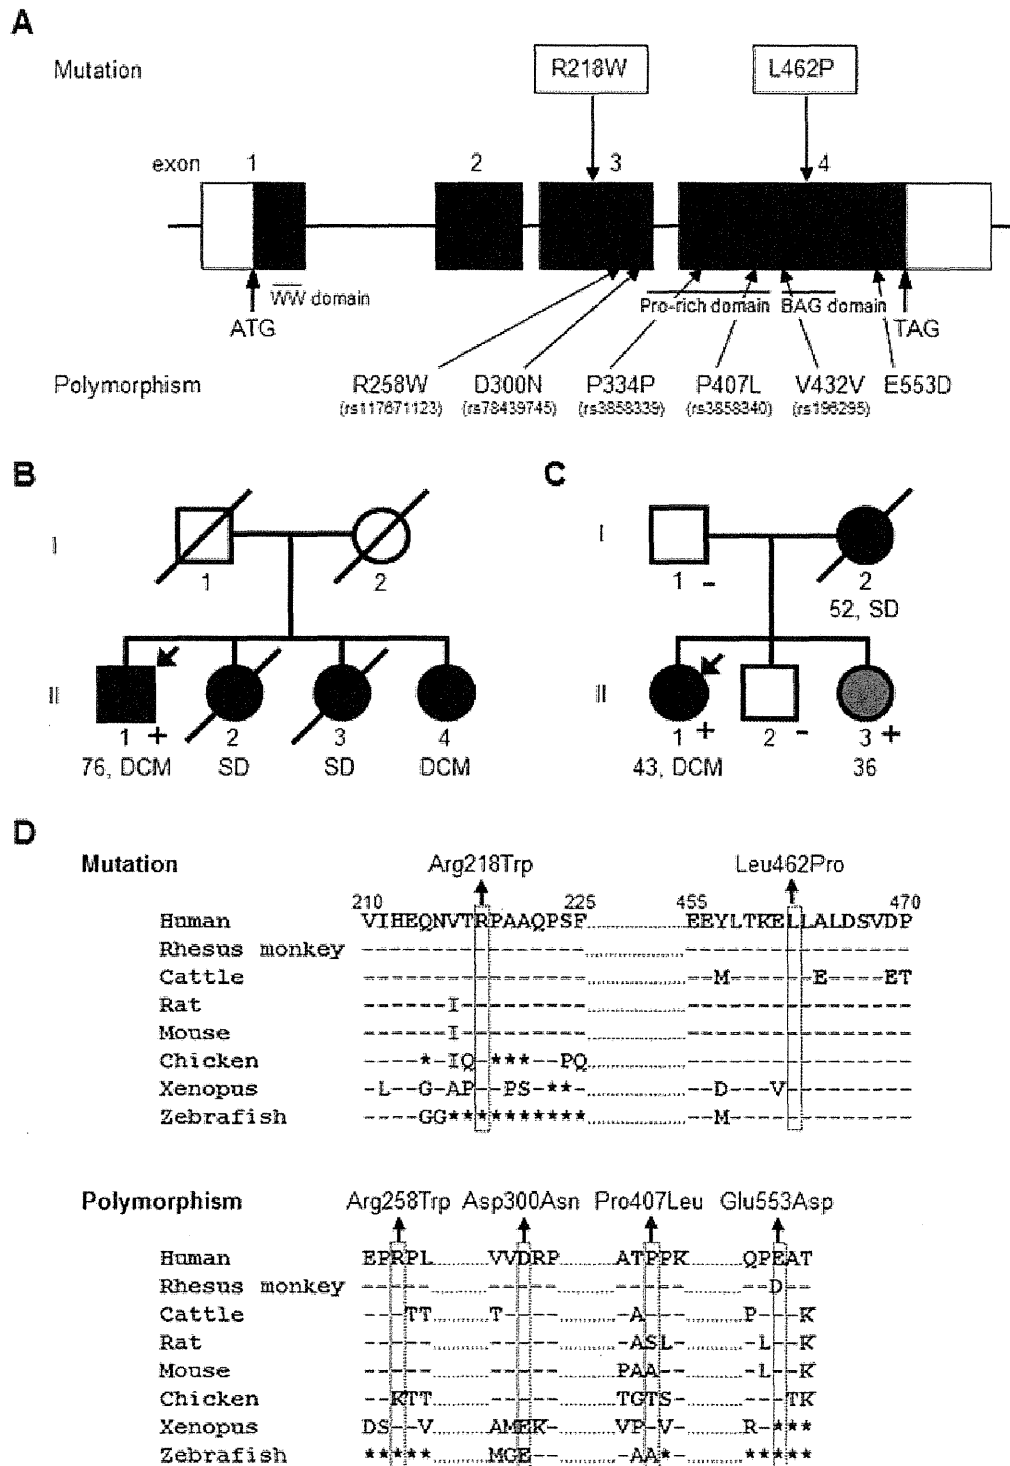 A
Mutation
R218W
L462P
exon 1 2 3 4
WW domain
Pro-rich domain
BAG domain
ATG
TAG
Polymorphism
R258W D300N P334P P407L V432V E553D
(rs117671123) (rs78439745) (rs3858339) (rs3858340) (rs196295)
B
C
I
1
2
I
1 -
2
52, SD
II
1 +
2
3
4
76, DCM
SD
SD
DCM
II
1 +
2 -
3 +
43, DCM
36
D
Mutation
Arg218Trp
Leu462Pro
210 225 455 470
Human VIHEQNVTRPAAQPSF..................EEYLTKELLALDSVDP
Rhesus monkey ----------------..................----------------
Cattle ----------------..................--M------E----ET
Rat ------I---------..................----------------
Mouse ------I---------..................----------------
Chicken ----*-IQ-***--PQ..................----------------
Xenopus -L--G-AP--PS-**-..................--D---V---------
Zebrafish ----GG**********..................--M-------------
Polymorphism
Arg258Trp Asp300Asn Pro407Leu Glu553Asp
Human EPRPL..........VVDRP..........ATPPK..........QPEAT
Rhesus monkey -----..........-----..........-----..........--D--
Cattle ---TT..........T----..........-A---..........P---K
Rat -----..........-----..........-ASL-..........-L--K
Mouse -----..........-----..........PAA--..........-L--K
Chicken --KTT..........-----..........TGTS-..........---TK
Xenopus DS--V..........AMEK-..........VP-V-..........R-***
Zebrafish *****..........MGE--..........-AA*-..........*****